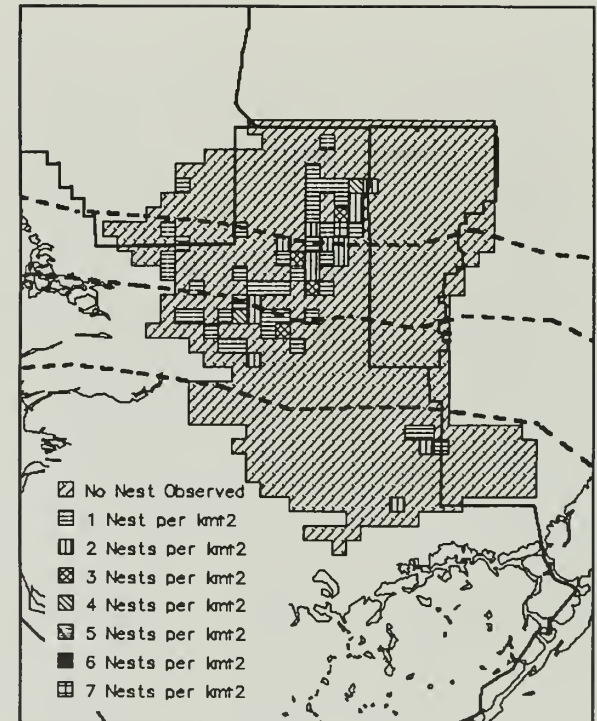 No Nest Observed
1 Nest per km↑2
2 Nests per km↑2
3 Nests per km↑2
4 Nests per km↑2
5 Nests per km↑2
6 Nests per km↑2
7 Nests per km↑2